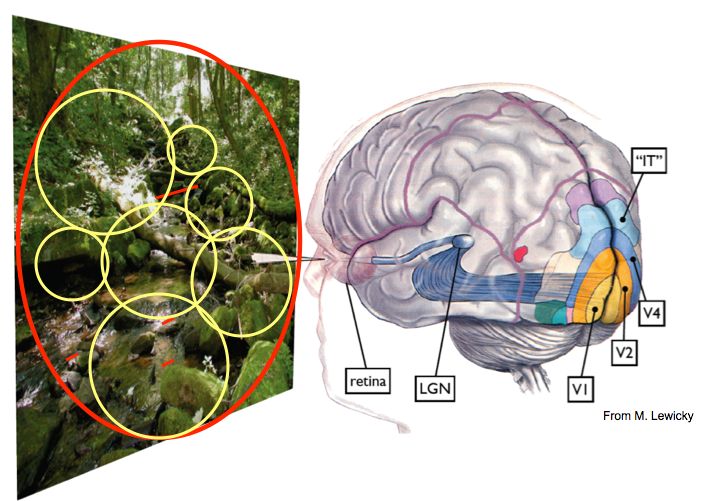 “IT”
V4
V2
V1
retina
LGN
From M. Lewicky